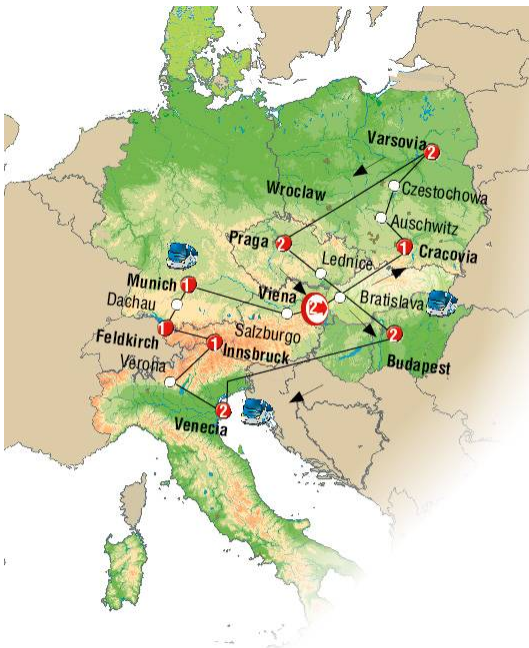 Varsovia
2
Wroclaw
Czestochowa
Auschwitz
Praga 2
1
Cracovia
Lednice
Munich 1
Viena
2
Bratislava
Dachau
Salzburgo
1
Feldkirch
1
Innsbruck
2
Budapest
Verona
2
Venecia